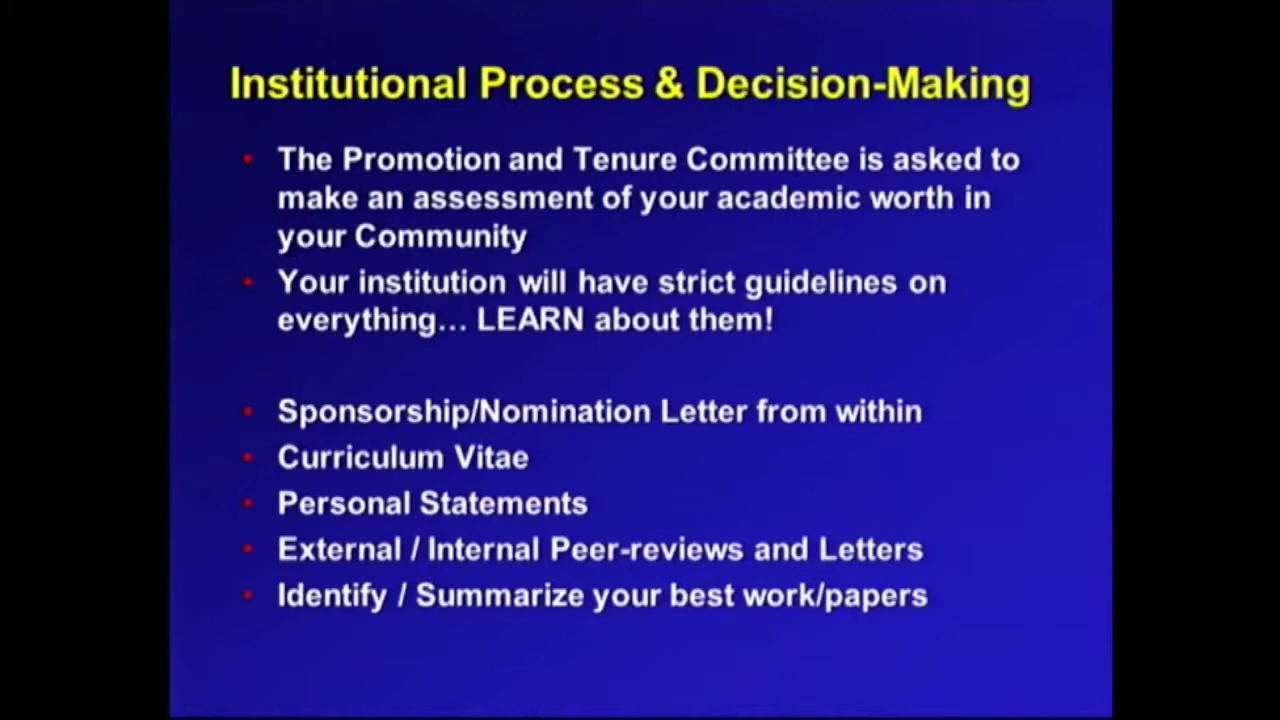 Institutional Process & Decision-Making
• The Promotion and Tenure Committee is asked to
make an assessment of your academic worth in
your Community
• Your institution will have strict guidelines on
everything… LEARN about them!
• Sponsorship/Nomination Letter from within
• Curriculum Vitae
• Personal Statements
• External / Internal Peer-reviews and Letters
• Identify / Summarize your best work/papers